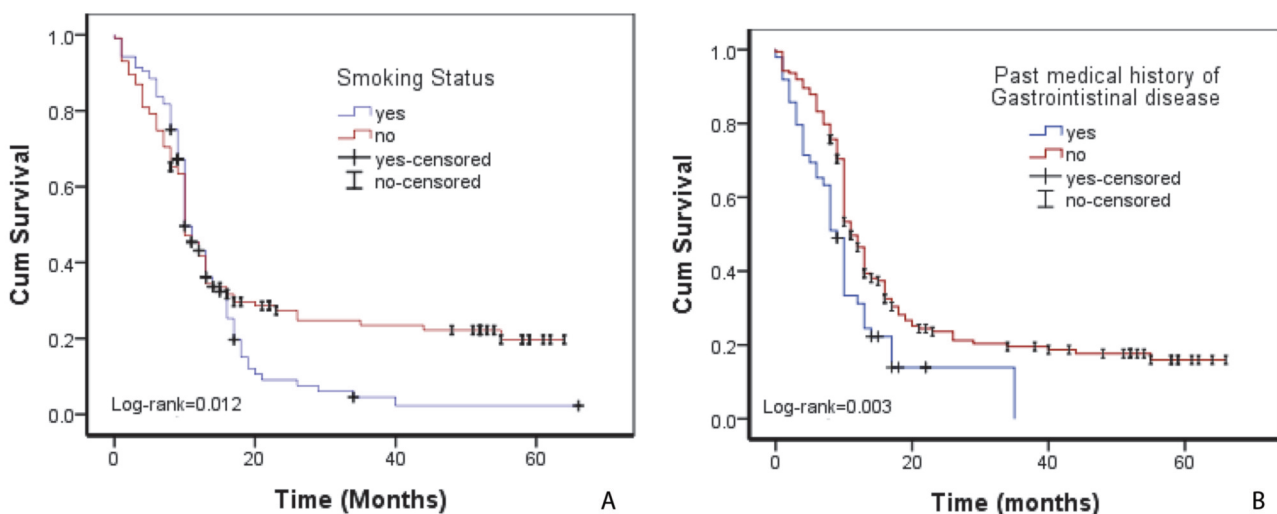 Smoking Status
yes
no
yes-censored
no-censored
Cum Survival
1.0
0.8
0.6
0.4
0.2
0.0
Log-rank=0.012
0 20 40 60
Time (Months)
A
Past medical history of
Gastrointistinal disease
yes
no
yes-censored
no-censored
Cum Survival
1.0
0.8
0.6
0.4
0.2
0.0
Log-rank=0.003
0 20 40 60
Time (months)
B